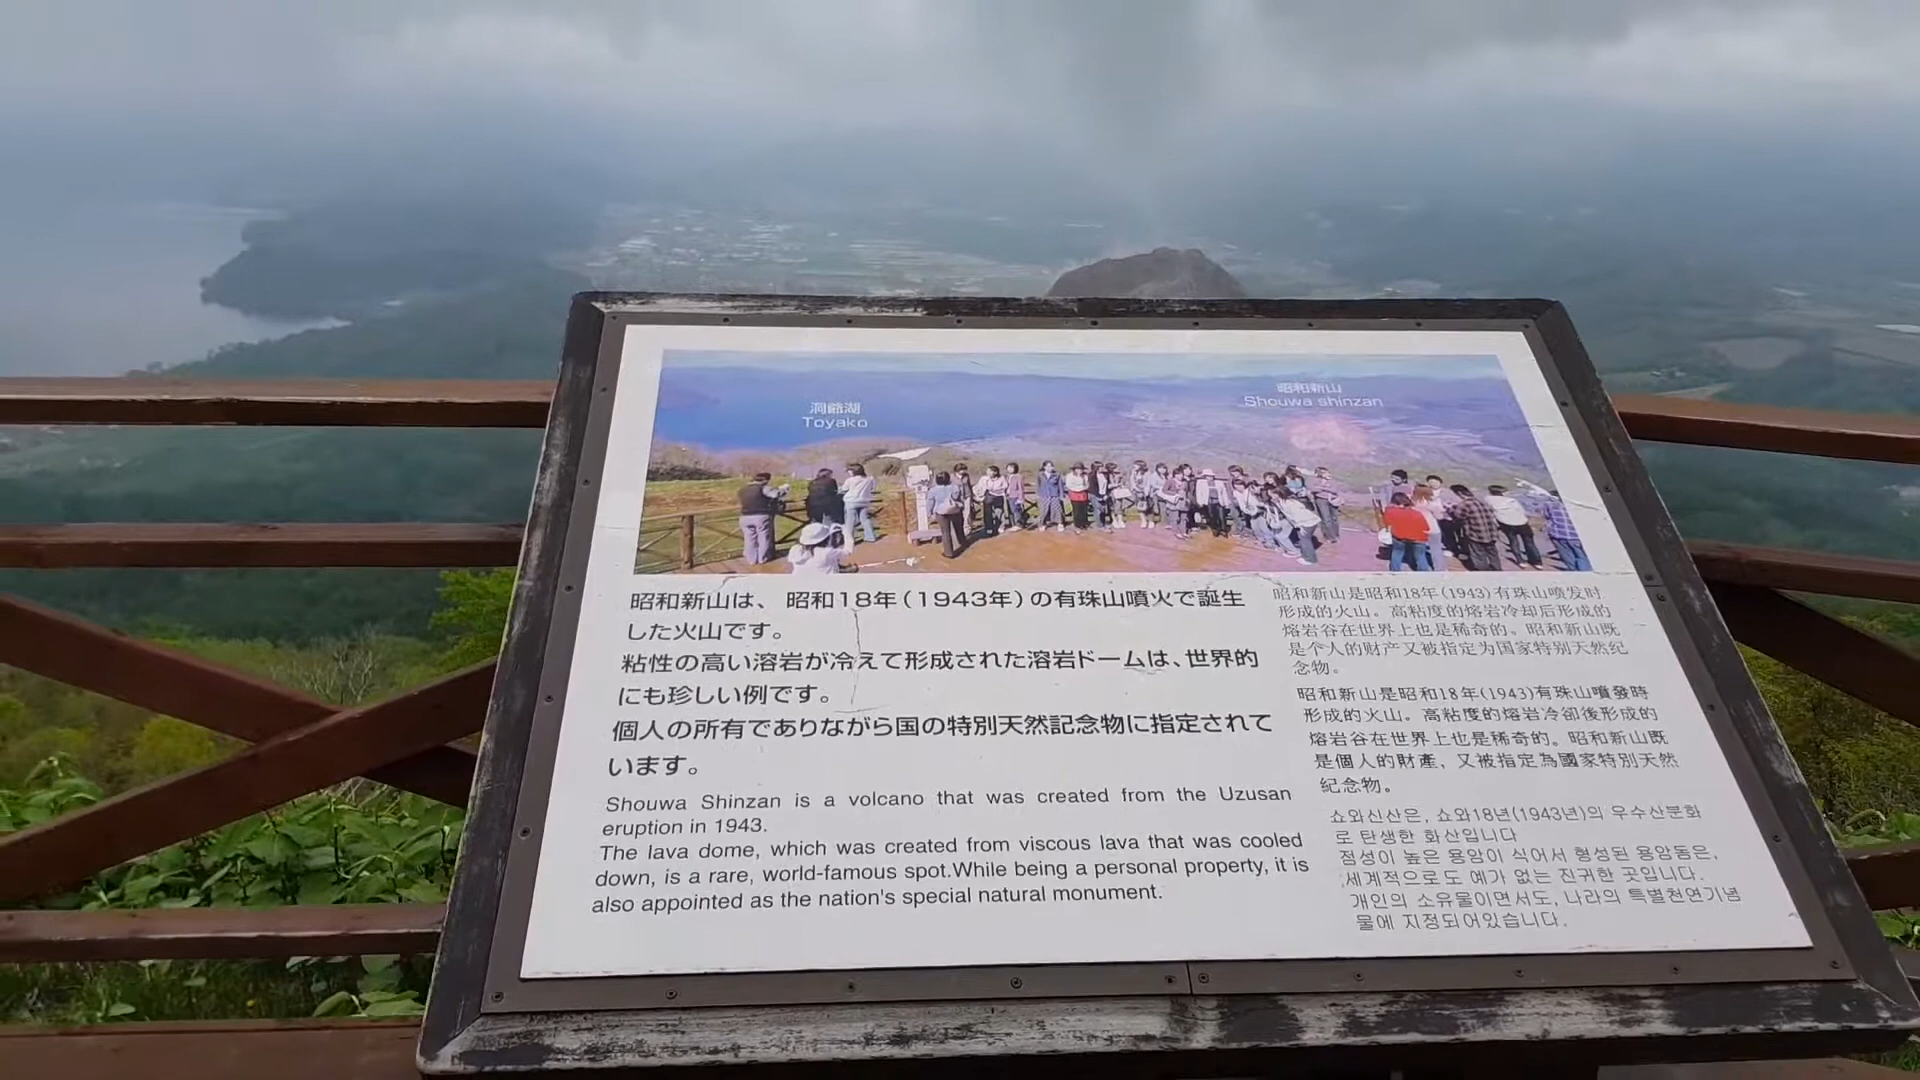 洞爺湖
Toyako
昭和新山
Shouwa shinzan
昭和新山は、昭和18年（1943年）の有珠山噴火で誕生
した火山です。
粘性の高い溶岩が冷えて形成された溶岩ドームは、世界的
にも珍しい例です。
個人の所有でありながら国の特別天然記念物に指定されて
います。
Shouwa Shinzan is a volcano that was created from the Uzusan
eruption in 1943.
The lava dome, which was created from viscous lava that was cooled
down, is a rare, world-famous spot.While being a personal property, it is
also appointed as the nation's special natural monument.
昭和新山是昭和18年(1943)有珠山喷发时
形成的火山。高粘度的熔岩冷却后形成的
熔岩谷在世界上也是稀奇的。昭和新山既
是个人的财产又被指定为国家特别天然纪
念物。
昭和新山是昭和18年(1943)有珠山噴發時
形成的火山。高粘度的熔岩冷卻後形成的
熔岩谷在世界上也是稀奇的。昭和新山既
是個人的財產，又被指定為國家特別天然
紀念物。
쇼와신산은, 쇼와18년(1943년)의 우수산분화
로 탄생한 화산입니다
점성이 높은 용암이 식어서 형성된 용암돔은,
세계적으로도 예가 없는 진귀한 곳입니다.
개인의 소유물이면서도, 나라의 특별천연기념
물에 지정되어있습니다.